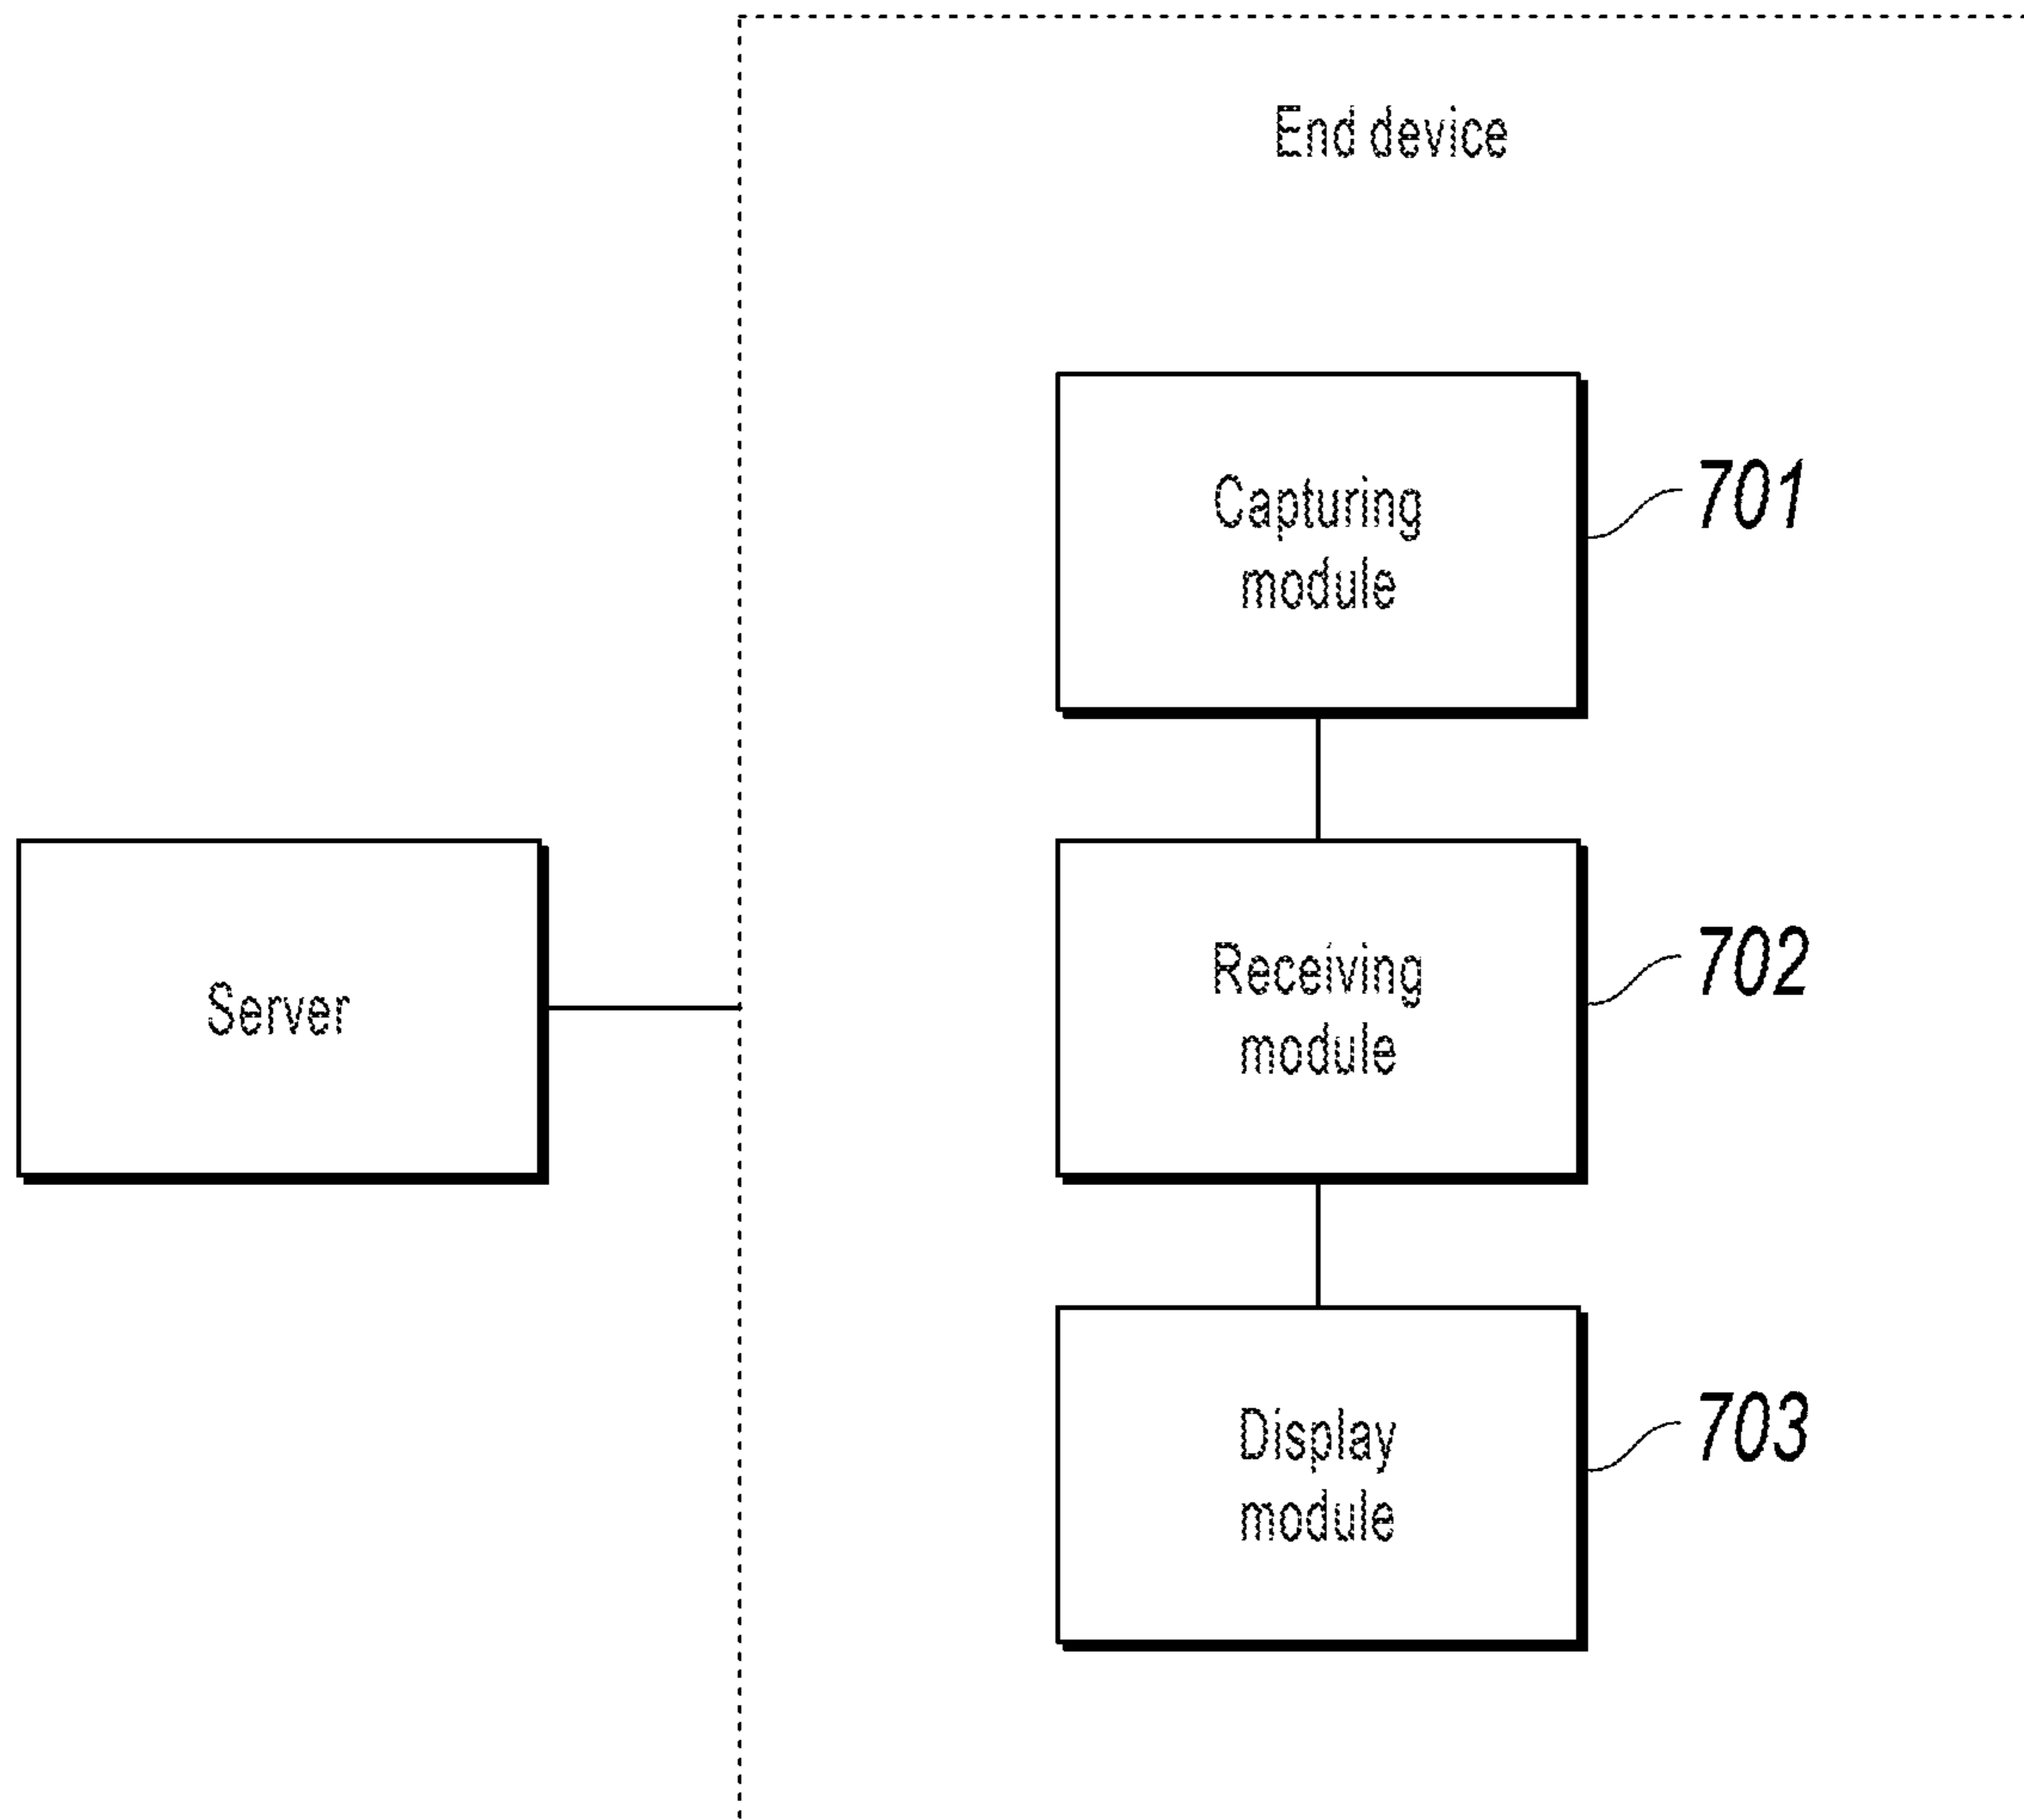 End device
Capturing
module
701
Server
Receiving
module
702
Display
module
703